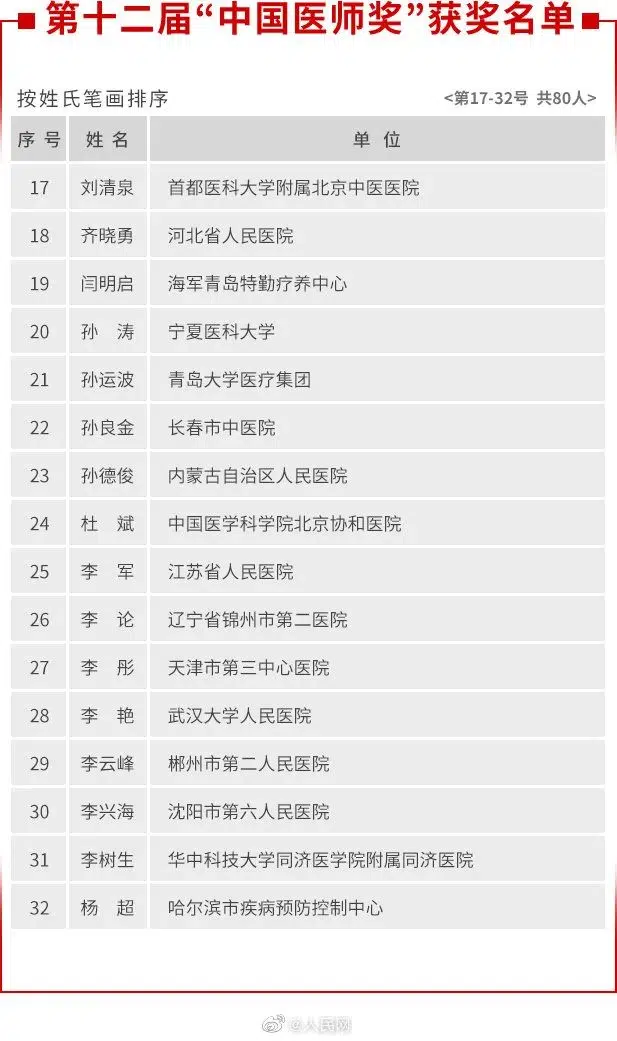 第十二届“中国医师奖”获奖名单
按姓氏笔画排序 <第17-32号 共80人>
序 号 姓 名 单 位
17 刘清泉 首都医科大学附属北京中医医院
18 齐晓勇 河北省人民医院
19 闫明启 海军青岛特勤疗养中心
20 孙 涛 宁夏医科大学
21 孙运波 青岛大学医疗集团
22 孙良金 长春市中医院
23 孙德俊 内蒙古自治区人民医院
24 杜 斌 中国医学科学院北京协和医院
25 李 军 江苏省人民医院
26 李 论 辽宁省锦州市第二医院
27 李 彤 天津市第三中心医院
28 李 艳 武汉大学人民医院
29 李云峰 郴州市第二人民医院
30 李兴海 沈阳市第六人民医院
31 李树生 华中科技大学同济医学院附属同济医院
32 杨 超 哈尔滨市疾病预防控制中心
@人民网